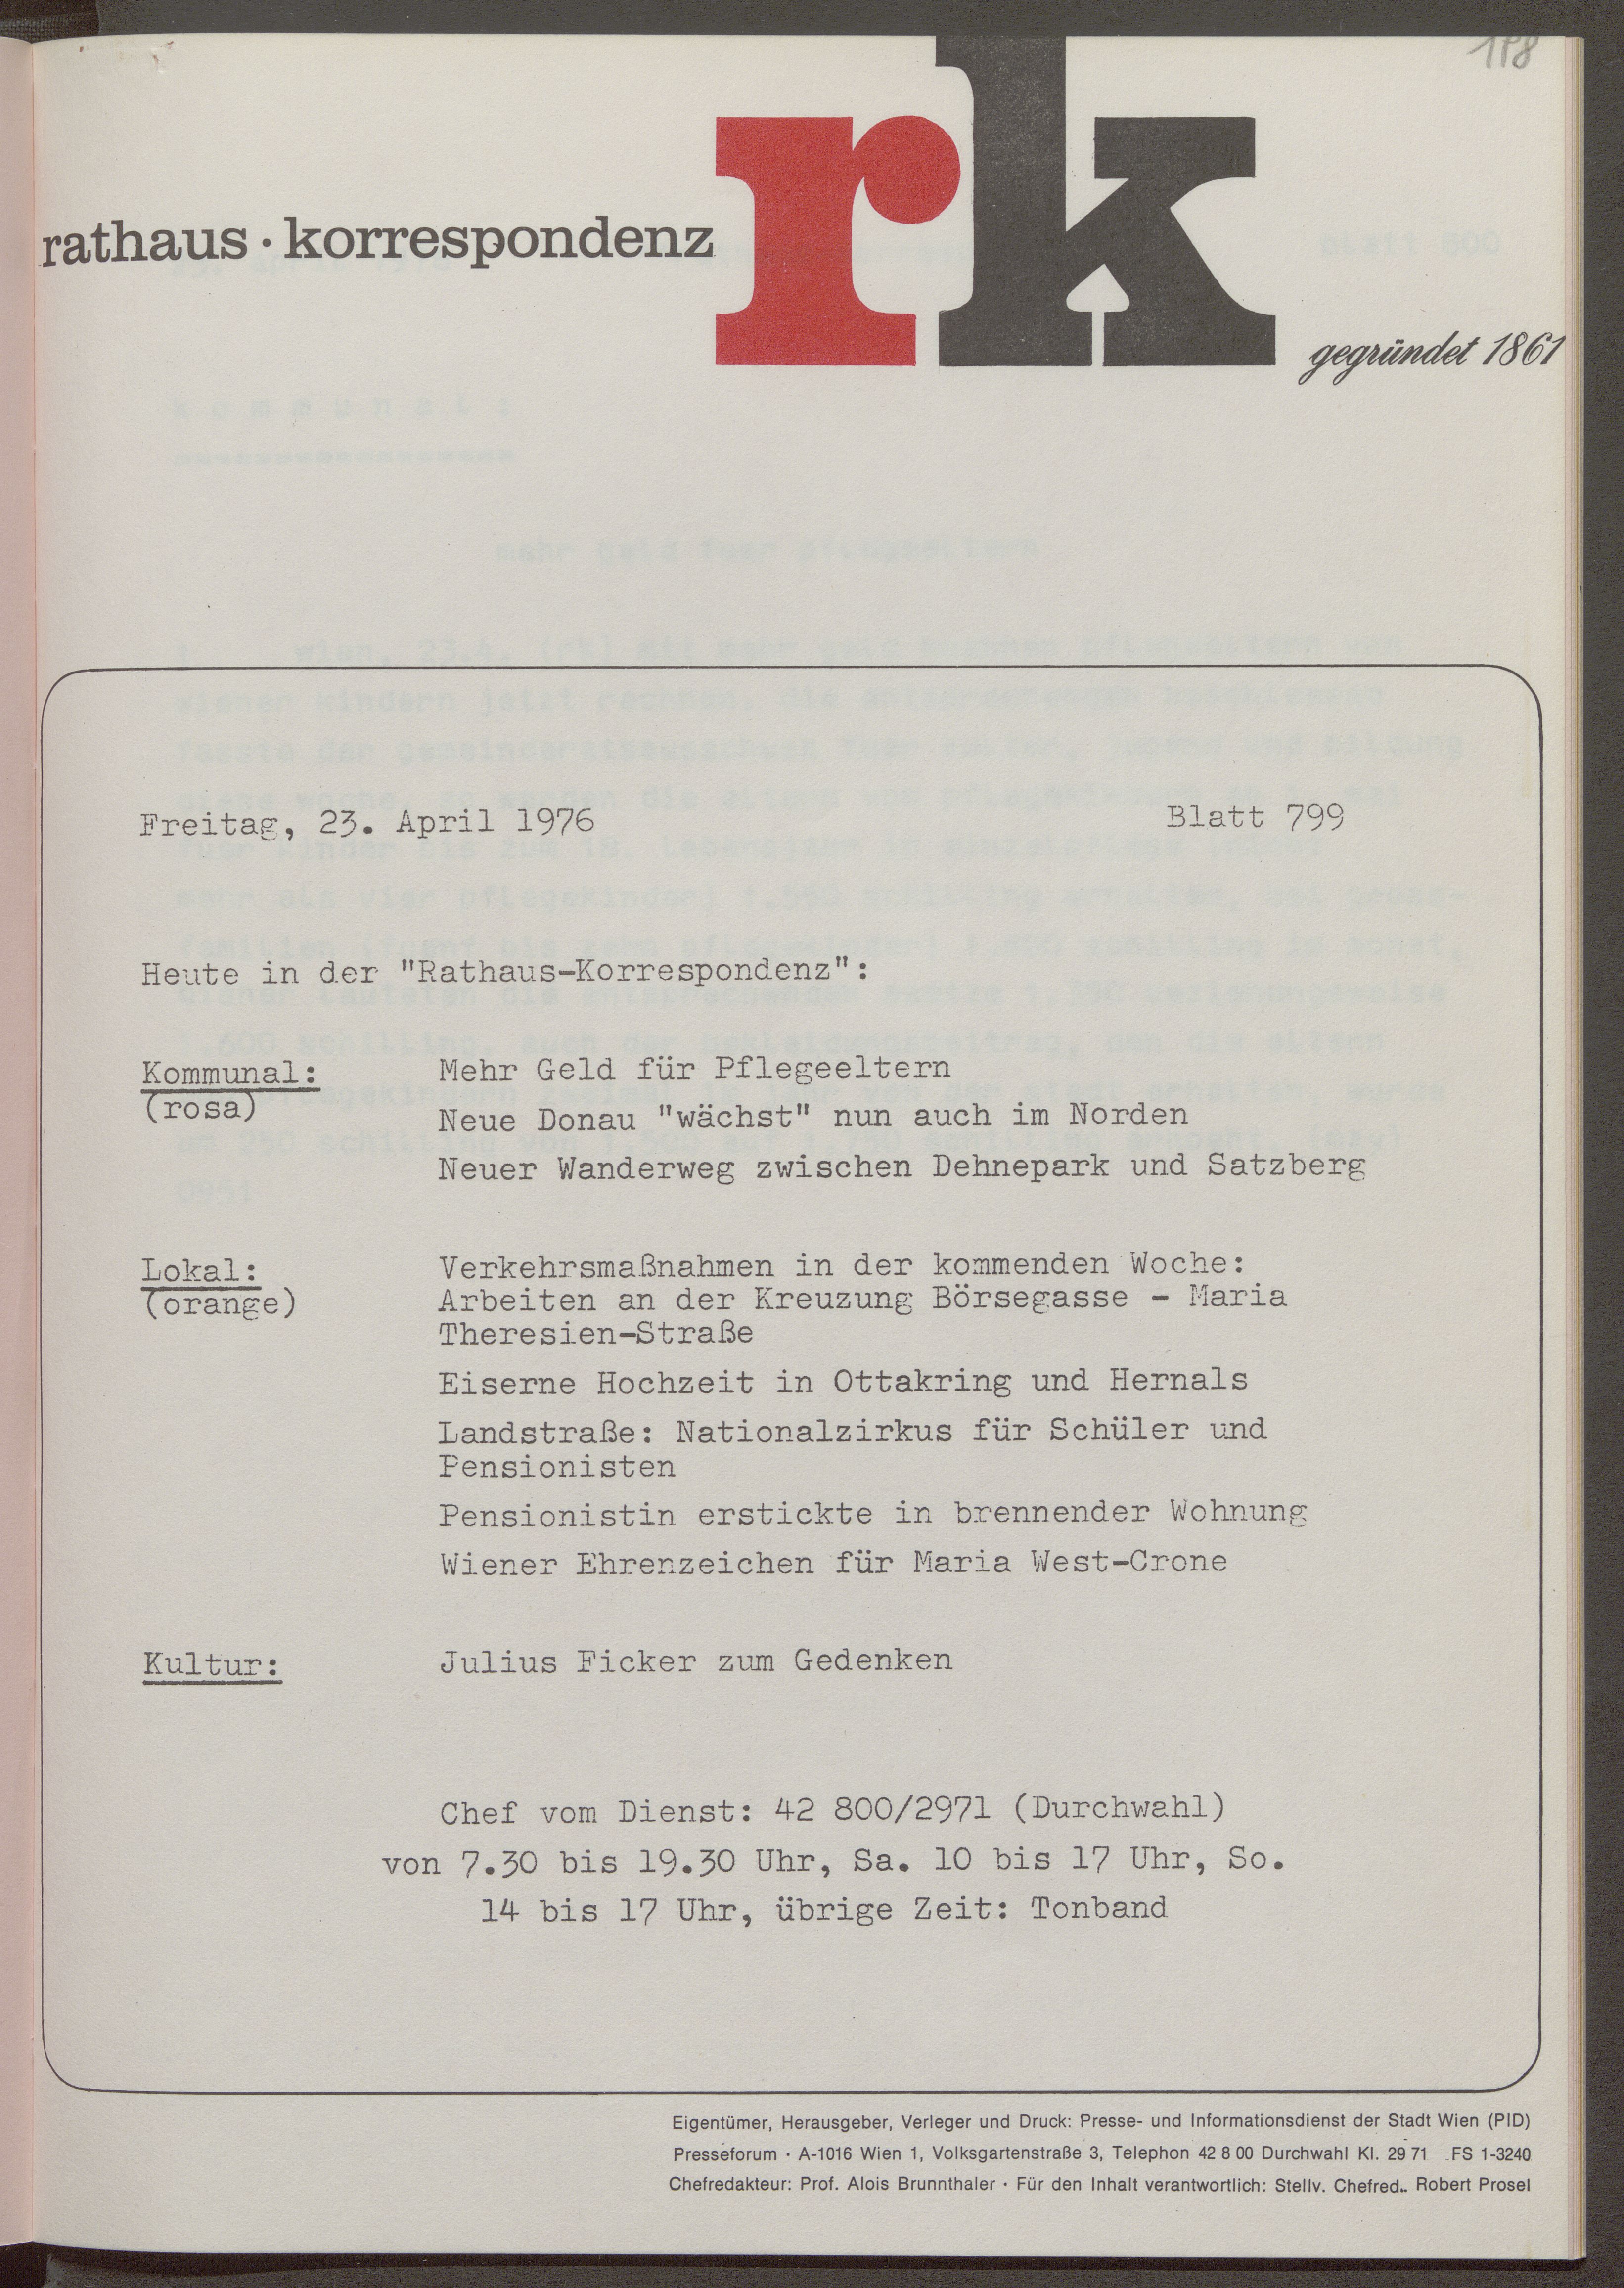 118
rk
rathaus · korrespondenz
gegründet 1861
Freitag, 23. April 1976 Blatt 799
Heute in der "Rathaus-Korrespondenz":
Kommunal: Mehr Geld für Pflegeeltern
(rosa)
Neue Donau "wächst" nun auch im Norden
Neuer Wanderweg zwischen Dehnepark und Satzberg
Lokal: Verkehrsmaßnahmen in der kommenden Woche:
(orange) Arbeiten an der Kreuzung Börsegasse - Maria
Theresien-Straße
Eiserne Hochzeit in Ottakring und Hernals
Landstraße: Nationalzirkus für Schüler und
Pensionisten
Pensionistin erstickte in brennender Wohnung
Wiener Ehrenzeichen für Maria West-Crone
Kultur: Julius Ficker zum Gedenken
Chef vom Dienst: 42 800/2971 (Durchwahl)
von 7.30 bis 19.30 Uhr, Sa. 10 bis 17 Uhr, So.
14 bis 17 Uhr, übrige Zeit: Tonband
Eigentümer, Herausgeber, Verleger und Druck: Presse- und Informationsdienst der Stadt Wien (PID)
Presseforum · A-1016 Wien 1, Volksgartenstraße 3, Telephon 42 8 00 Durchwahl Kl. 29 71 FS 1-3240
Chefredakteur: Prof. Alois Brunnthaler · Für den Inhalt verantwortlich: Stellv. Chefred.. Robert Prosel